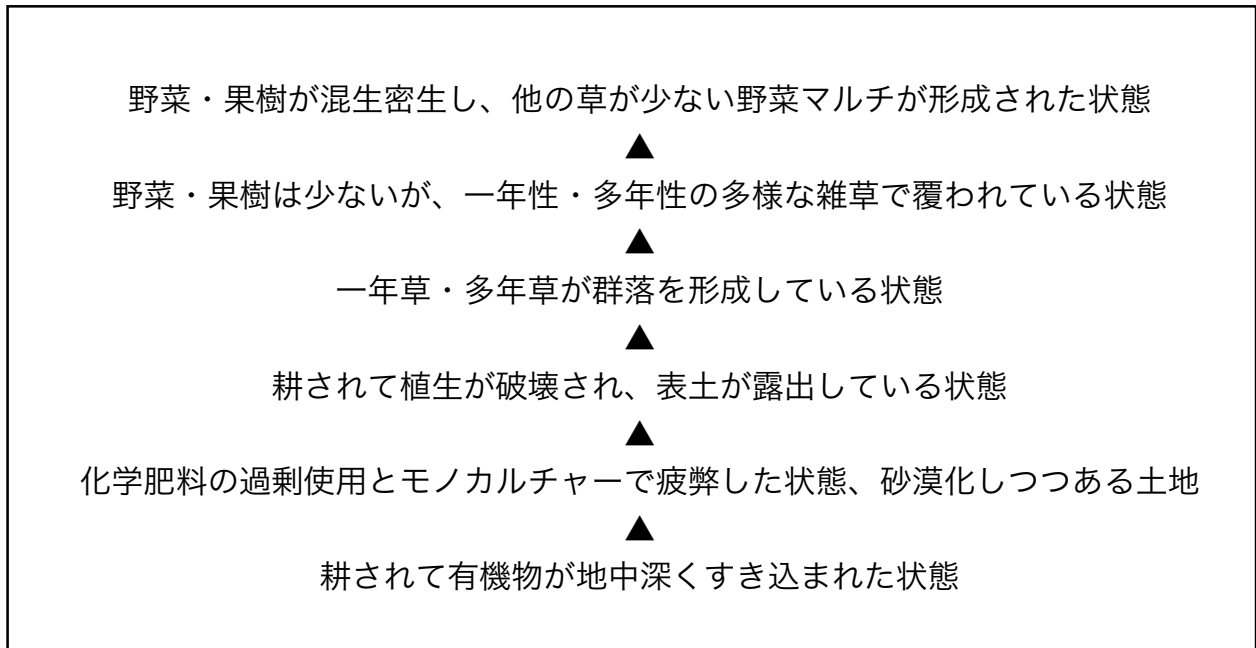 野菜・果樹が混生密生し、他の草が少ない野菜マルチが形成された状態
▲
野菜・果樹は少ないが、一年性・多年性の多様な雑草で覆われている状態
▲
一年草・多年草が群落を形成している状態
▲
耕されて植生が破壊され、表土が露出している状態
▲
化学肥料の過剰使用とモノカルチャーで疲弊した状態、砂漠化しつつある土地
▲
耕されて有機物が地中深くすき込まれた状態